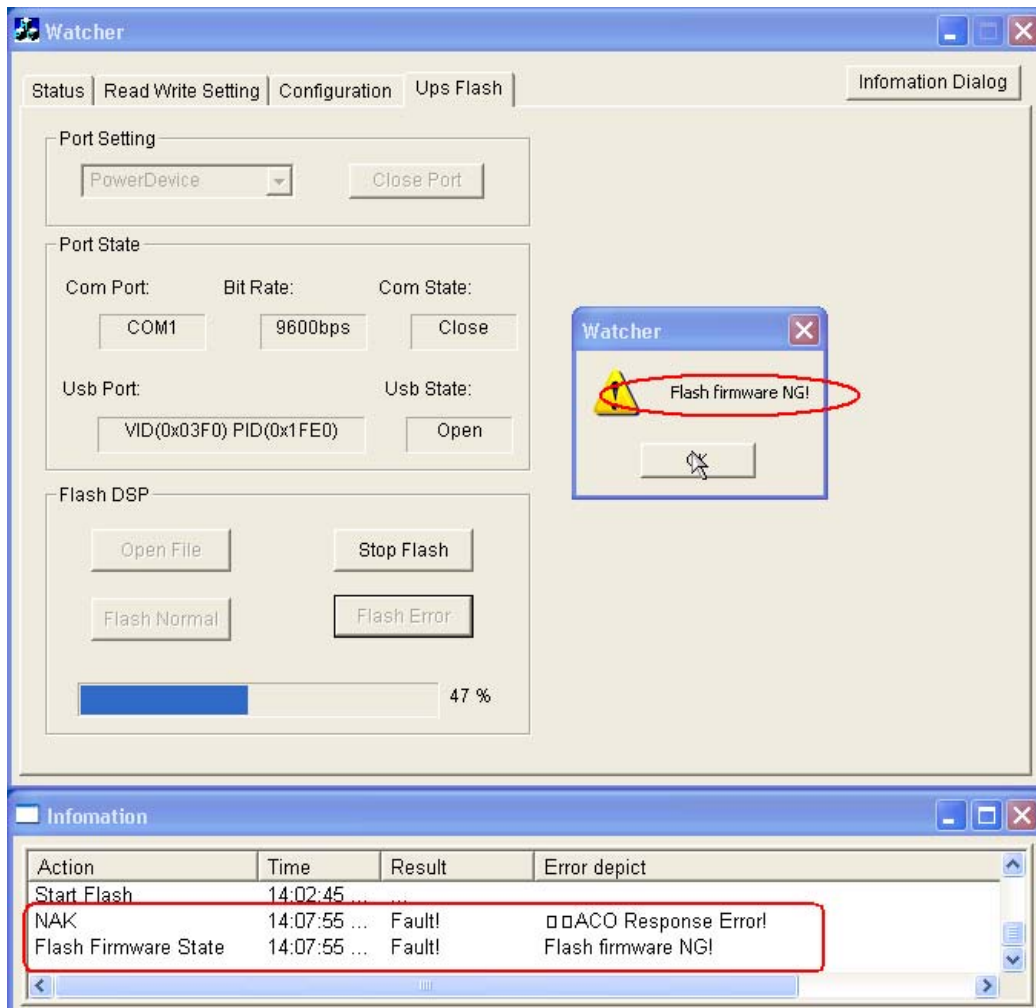 Watcher
Status Read Write Setting Configuration Ups Flash
Infomation Dialog
Port Setting
PowerDevice
Close Port
Port State
Com Port: Bit Rate: Com State:
COM1 9600bps Close
Usb Port: Usb State:
VID(0x03F0) PID(0x1FE0) Open
Flash DSP
Open File Stop Flash
Flash Normal Flash Error
47 %
Watcher
Flash firmware NG!
Infomation
Action Time Result Error depict
Start Flash 14:02:45 ... ...
NAK 14:07:55 ... Fault! □□ACO Response Error!
Flash Firmware State 14:07:55 ... Fault! Flash firmware NG!